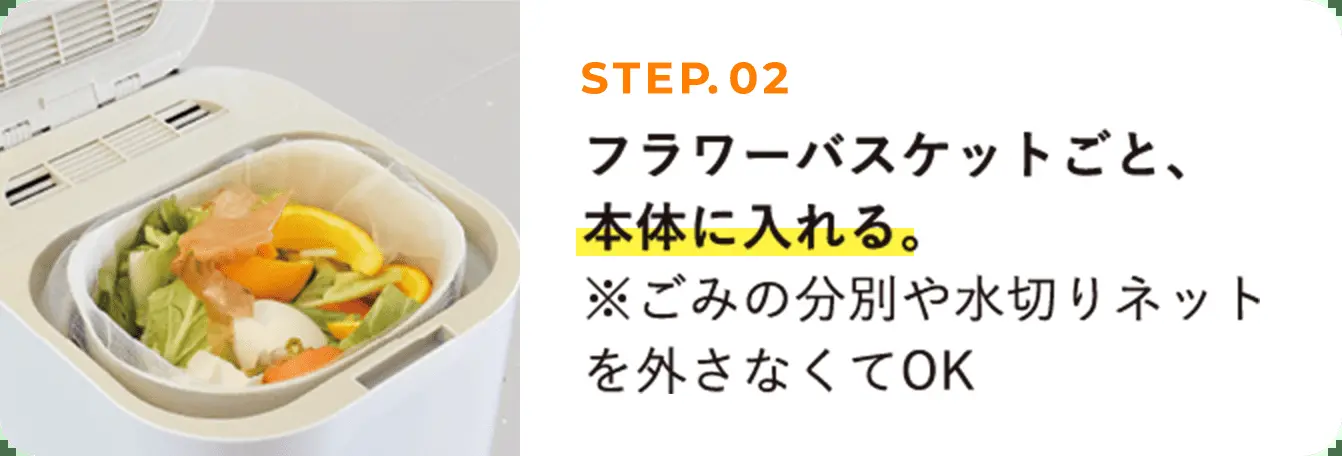 STEP. 02
フラワーバスケットごと、
本体に入れる。
※ごみの分別や水切りネット
を外さなくてOK